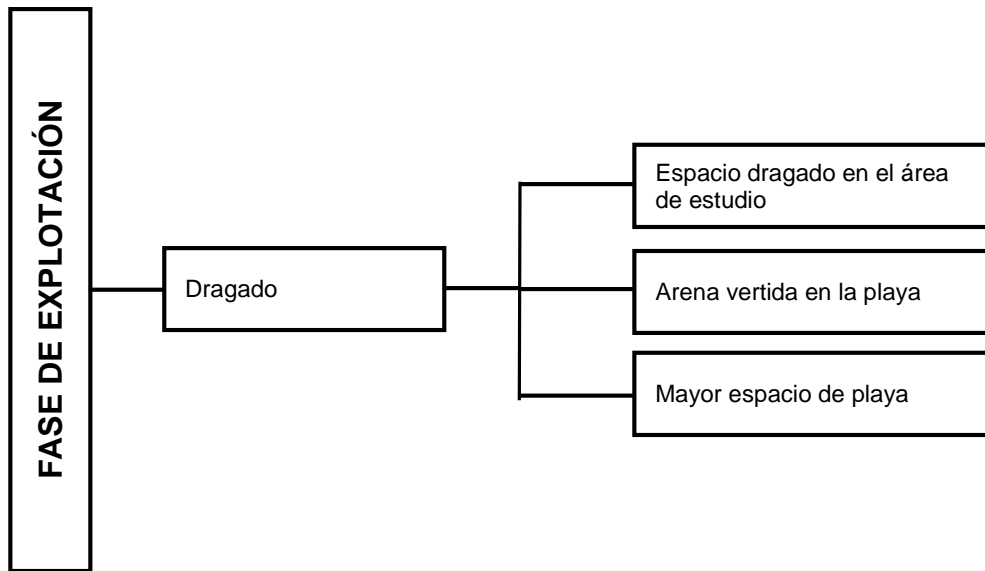 FASE DE EXPLOTACIÓN
Dragado
Espacio dragado en el área
de estudio
Arena vertida en la playa
Mayor espacio de playa